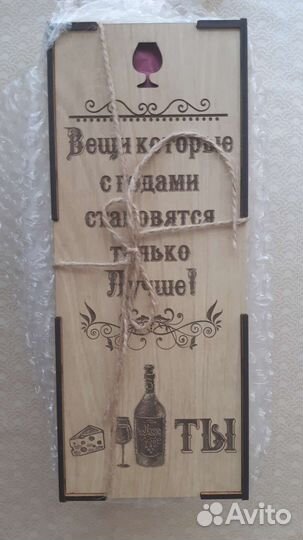 Вещи которые
с годами
становятся
только
Лучше!
ТЫ
Avito